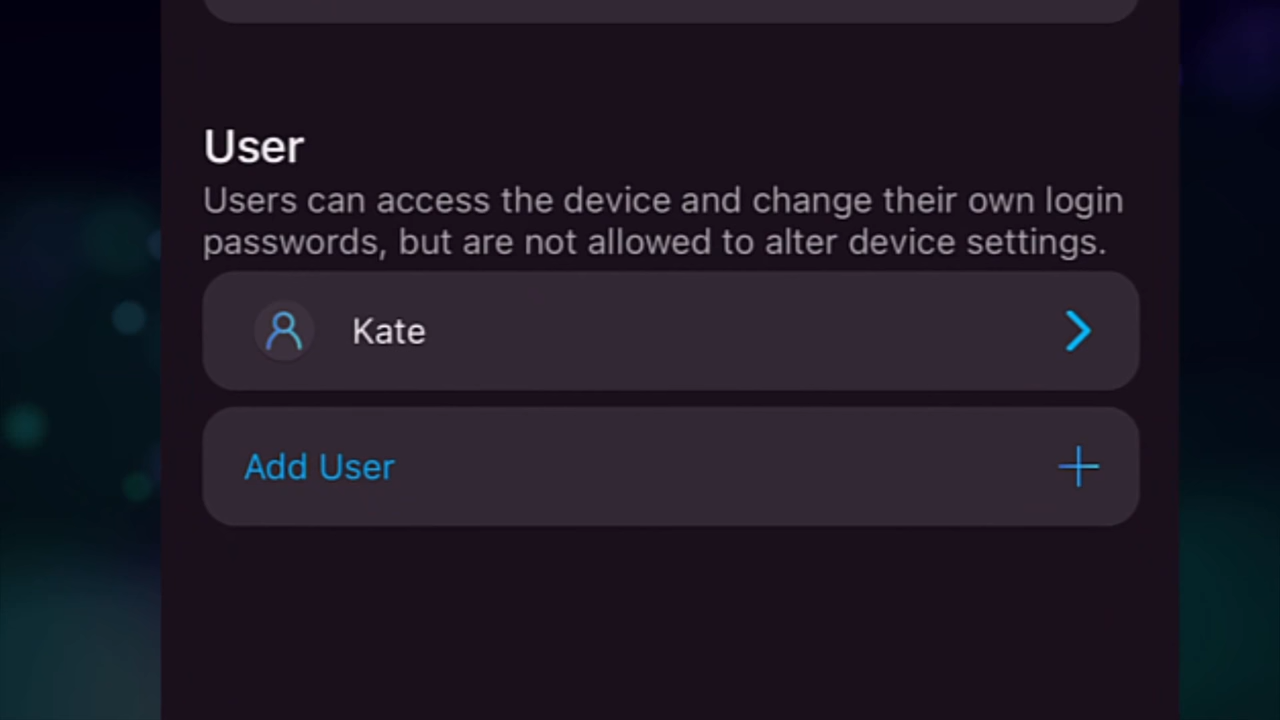 User
Users can access the device and change their own login
passwords, but are not allowed to alter device settings.
Kate
Add User